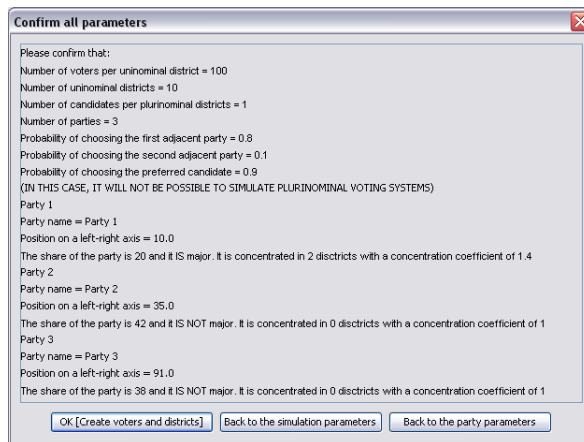 Confirm all parameters
Please confirm that:
Number of voters per uninominal district = 100
Number of uninominal districts = 10
Number of candidates per plurinominal districts = 1
Number of parties = 3
Probability of choosing the first adjacent party = 0.8
Probability of choosing the second adjacent party = 0.1
Probability of choosing the preferred candidate = 0.9
(IN THIS CASE, IT WILL NOT BE POSSIBLE TO SIMULATE PLURINOMINAL VOTING SYSTEMS)
Party 1
Party name = Party 1
Position on a left-right axis = 10.0
The share of the party is 20 and it IS major. It is concentrated in 2 disctricts with a concentration coefficient of 1.4
Party 2
Party name = Party 2
Position on a left-right axis = 35.0
The share of the party is 42 and it IS NOT major. It is concentrated in 0 disctricts with a concentration coefficient of 1
Party 3
Party name = Party 3
Position on a left-right axis = 91.0
The share of the party is 38 and it IS NOT major. It is concentrated in 0 disctricts with a concentration coefficient of 1
OK [Create voters and districts] Back to the simulation parameters Back to the party parameters